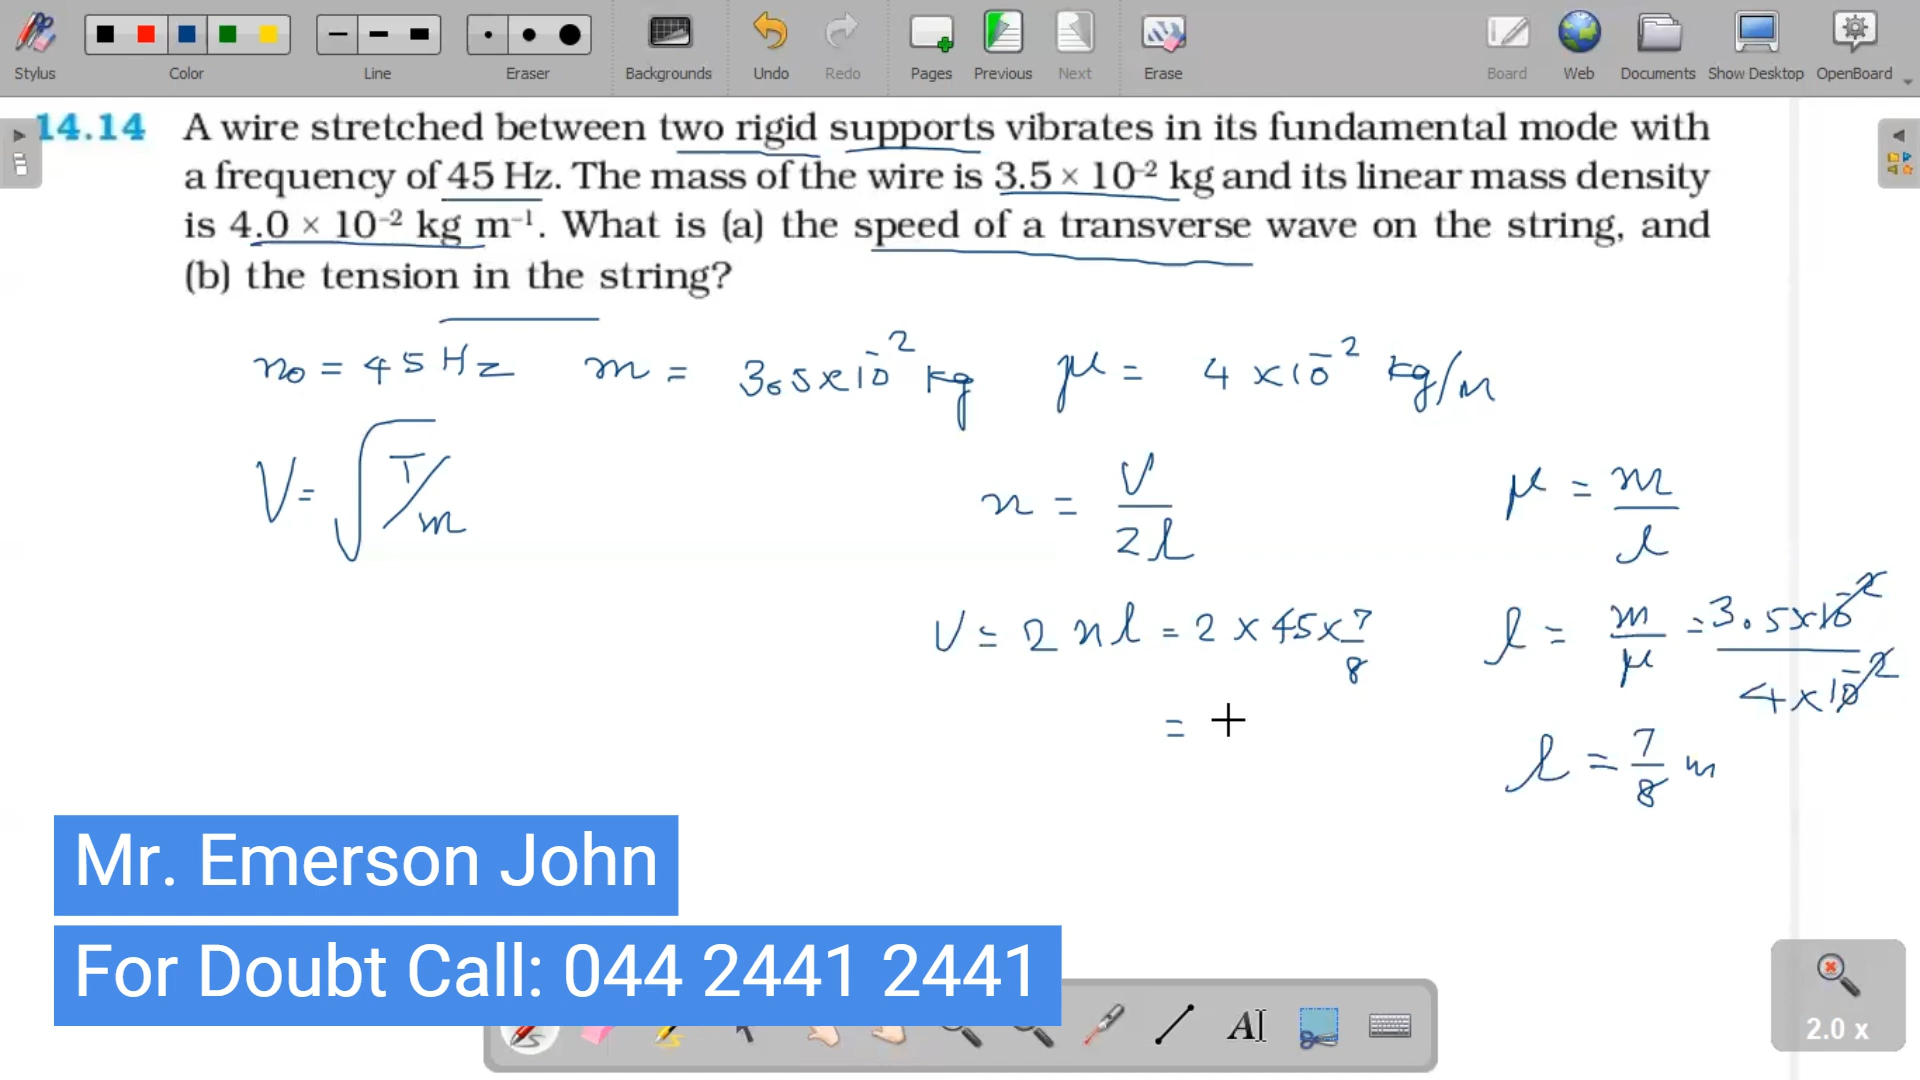 Stylus Color Line Eraser Backgrounds Undo Redo Pages Previous Next Erase Board Web Documents Show Desktop OpenBoard
14.14 A wire stretched between two rigid supports vibrates in its fundamental mode with
a frequency of 45 Hz. The mass of the wire is 3.5 × 10⁻² kg and its linear mass density
is 4.0 × 10⁻² kg m⁻¹. What is (a) the speed of a transverse wave on the string, and
(b) the tension in the string?
n₀ = 45 Hz m = 3.5×10⁻² kg μ = 4 ×10⁻² kg/m
V = √T/m n = V/2l μ = m/l
V = 2 n l = 2 × 45 × 7/8 l = m/μ = 3.5×10⁻²/4×10⁻²
=
l = 7/8 m
Mr. Emerson John
For Doubt Call: 044 2441 2441
AI
2.0 x